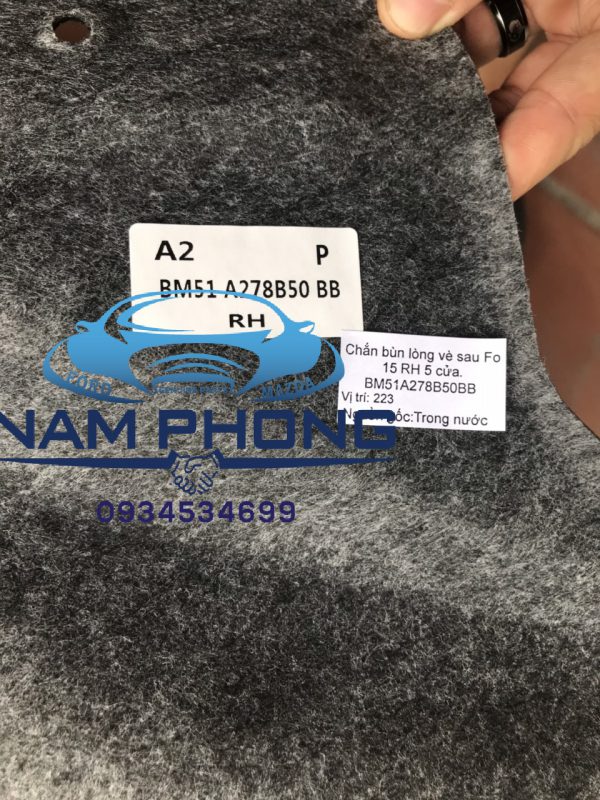 A2 P
BM51 A278B50 BB
RH
Chắn bùn lòng vè sau Fo
15 RH 5 cửa.
BM51A278B50BB
Vị trí: 223
gốc:Trong nước
NAM PHONG
0934534699